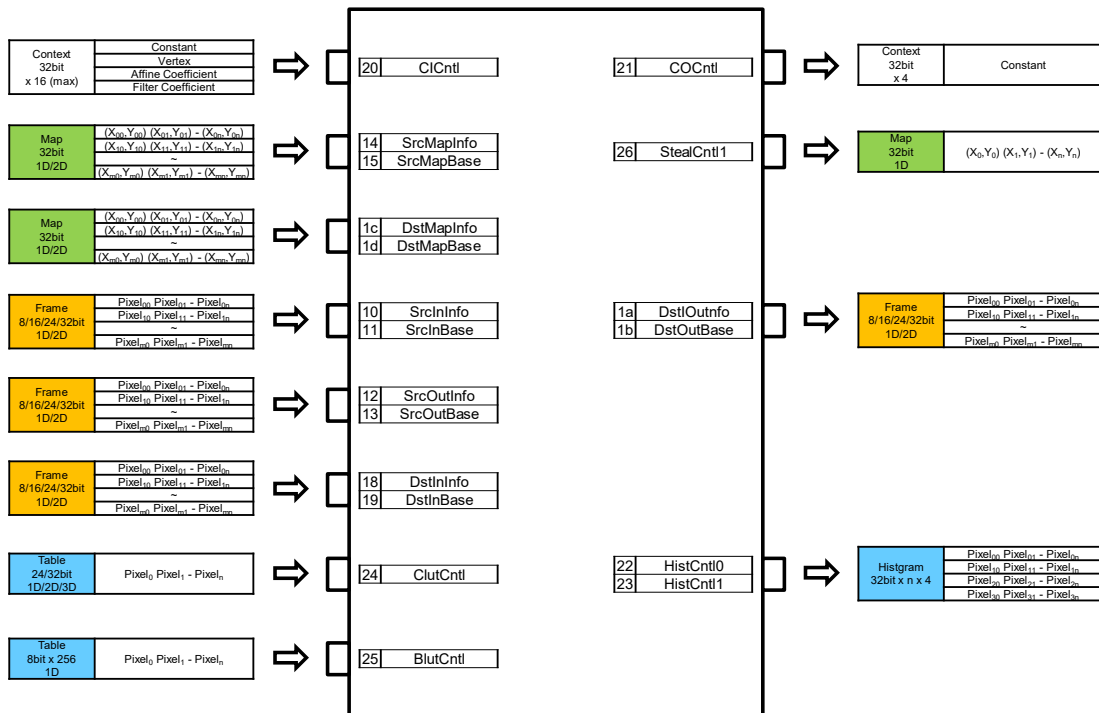 Context
32bit
x 16 (max)
Constant
Vertex
Affine Coefficient
Filter Coefficient
20 CICntl
21 COCntl
Context
32bit
x 4
Constant
Map
32bit
1D/2D
(X00,Y00) (X01,Y01) - (X0n,Y0n)
(X10,Y10) (X11,Y11) - (X1n,Y1n)
~
(Xm0,Ym0) (Xm1,Ym1) - (Xmn,Ymn)
14 SrcMapInfo
15 SrcMapBase
26 StealCntl1
Map
32bit
1D
(X0,Y0) (X1,Y1) - (Xn,Yn)
Map
32bit
1D/2D
(X00,Y00) (X01,Y01) - (X0n,Y0n)
(X10,Y10) (X11,Y11) - (X1n,Y1n)
~
(Xm0,Ym0) (Xm1,Ym1) - (Xmn,Ymn)
1c DstMapInfo
1d DstMapBase
Frame
8/16/24/32bit
1D/2D
Pixel00 Pixel01 - Pixel0n
Pixel10 Pixel11 - Pixel1n
~
Pixelm0 Pixelm1 - Pixelmn
10 SrcInInfo
11 SrcInBase
1a DstIOutnfo
1b DstOutBase
Frame
8/16/24/32bit
1D/2D
Pixel00 Pixel01 - Pixel0n
Pixel10 Pixel11 - Pixel1n
~
Pixelm0 Pixelm1 - Pixelmn
Frame
8/16/24/32bit
1D/2D
Pixel00 Pixel01 - Pixel0n
Pixel10 Pixel11 - Pixel1n
~
Pixelm0 Pixelm1 - Pixelmn
12 SrcOutInfo
13 SrcOutBase
Frame
8/16/24/32bit
1D/2D
Pixel00 Pixel01 - Pixel0n
Pixel10 Pixel11 - Pixel1n
~
Pixelm0 Pixelm1 - Pixelmn
18 DstInInfo
19 DstInBase
Table
24/32bit
1D/2D/3D
Pixel0 Pixel1 - Pixeln
24 ClutCntl
22 HistCntl0
23 HistCntl1
Histgram
32bit x n x 4
Pixel00 Pixel01 - Pixel0n
Pixel10 Pixel11 - Pixel1n
Pixel20 Pixel21 - Pixel2n
Pixel30 Pixel31 - Pixel3n
Table
8bit x 256
1D
Pixel0 Pixel1 - Pixeln
25 BlutCntl